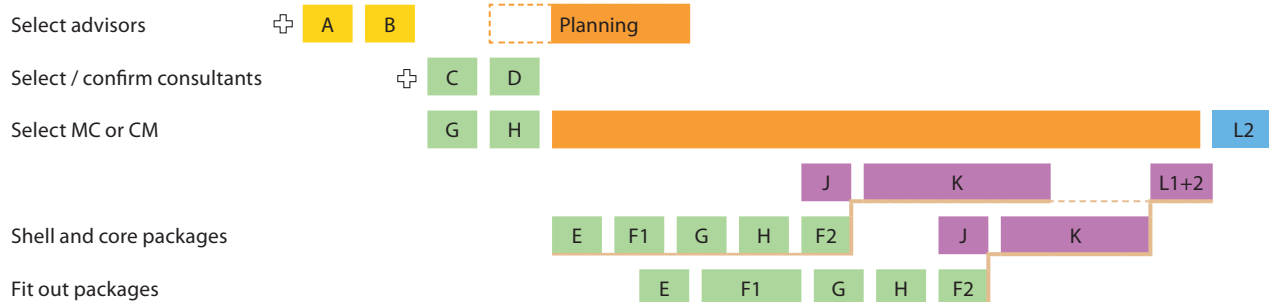 Select advisors A B Planning
Select / confirm consultants C D
Select MC or CM G H L2
J K L1+2
Shell and core packages E F1 G H F2 J K
Fit out packages E F1 G H F2